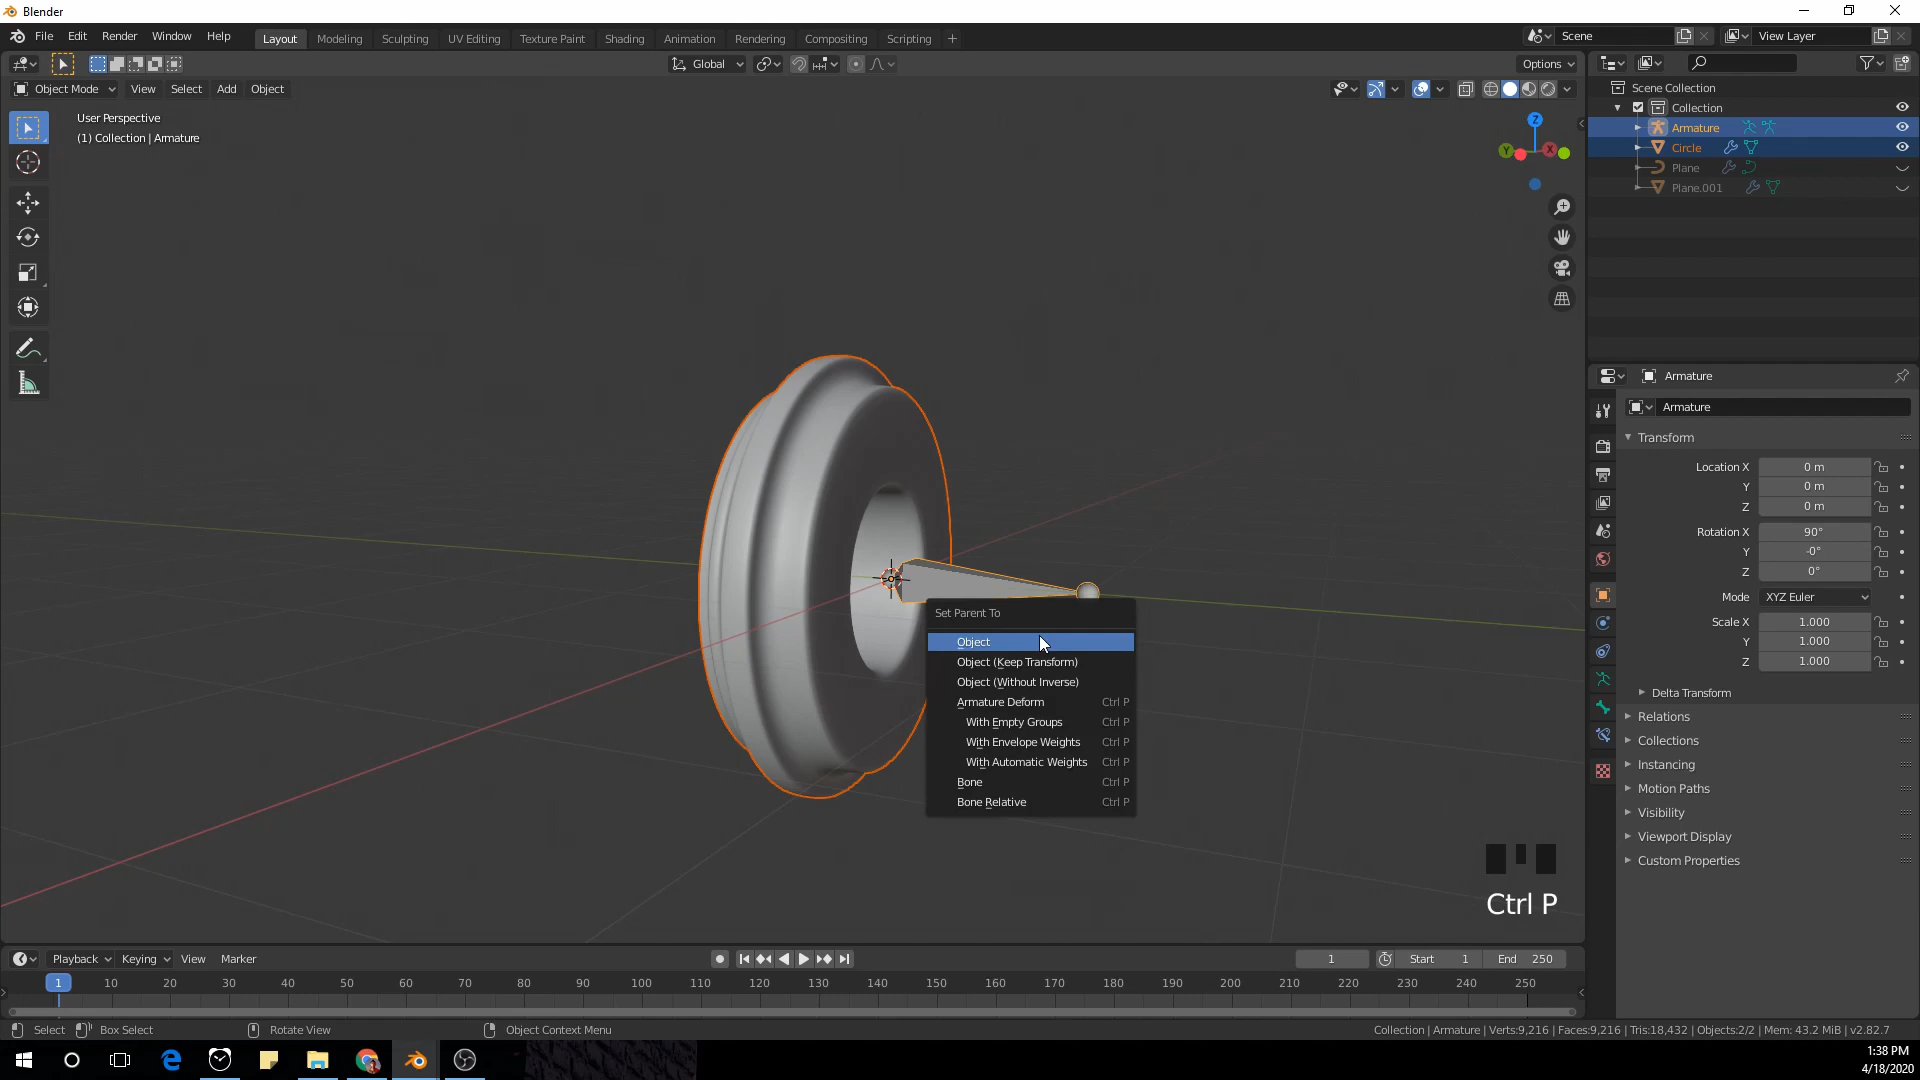 Blender
File Edit Render Window Help
Layout Modeling Sculpting UV Editing Texture Paint Shading Animation Rendering Compositing Scripting +
Scene
View Layer
Global
Options
Object Mode View Select Add Object
User Perspective
(1) Collection | Armature
Z
Y
X
Scene Collection
Collection
Armature
Circle
Plane
Plane.001
Armature
Armature
Transform
Location X 0 m
Y 0 m
Z 0 m
Rotation X 90°
Y -0°
Z 0°
Mode XYZ Euler
Scale X 1.000
Y 1.000
Z 1.000
Delta Transform
Relations
Collections
Instancing
Motion Paths
Visibility
Viewport Display
Custom Properties
Set Parent To
Object
Object (Keep Transform)
Object (Without Inverse)
Armature Deform Ctrl P
With Empty Groups Ctrl P
With Envelope Weights Ctrl P
With Automatic Weights Ctrl P
Bone Ctrl P
Bone Relative Ctrl P
Ctrl P
Playback Keying View Marker
1
Start 1
End 250
1 10 20 30 40 50 60 70 80 90 100 110 120 130 140 150 160 170 180 190 200 210 220 230 240 250
Select Box Select Rotate View Object Context Menu
Collection | Armature | Verts:9,216 | Faces:9,216 | Tris:18,432 | Objects:2/2 | Mem: 43.2 MiB | v2.82.7
1:38 PM
4/18/2020